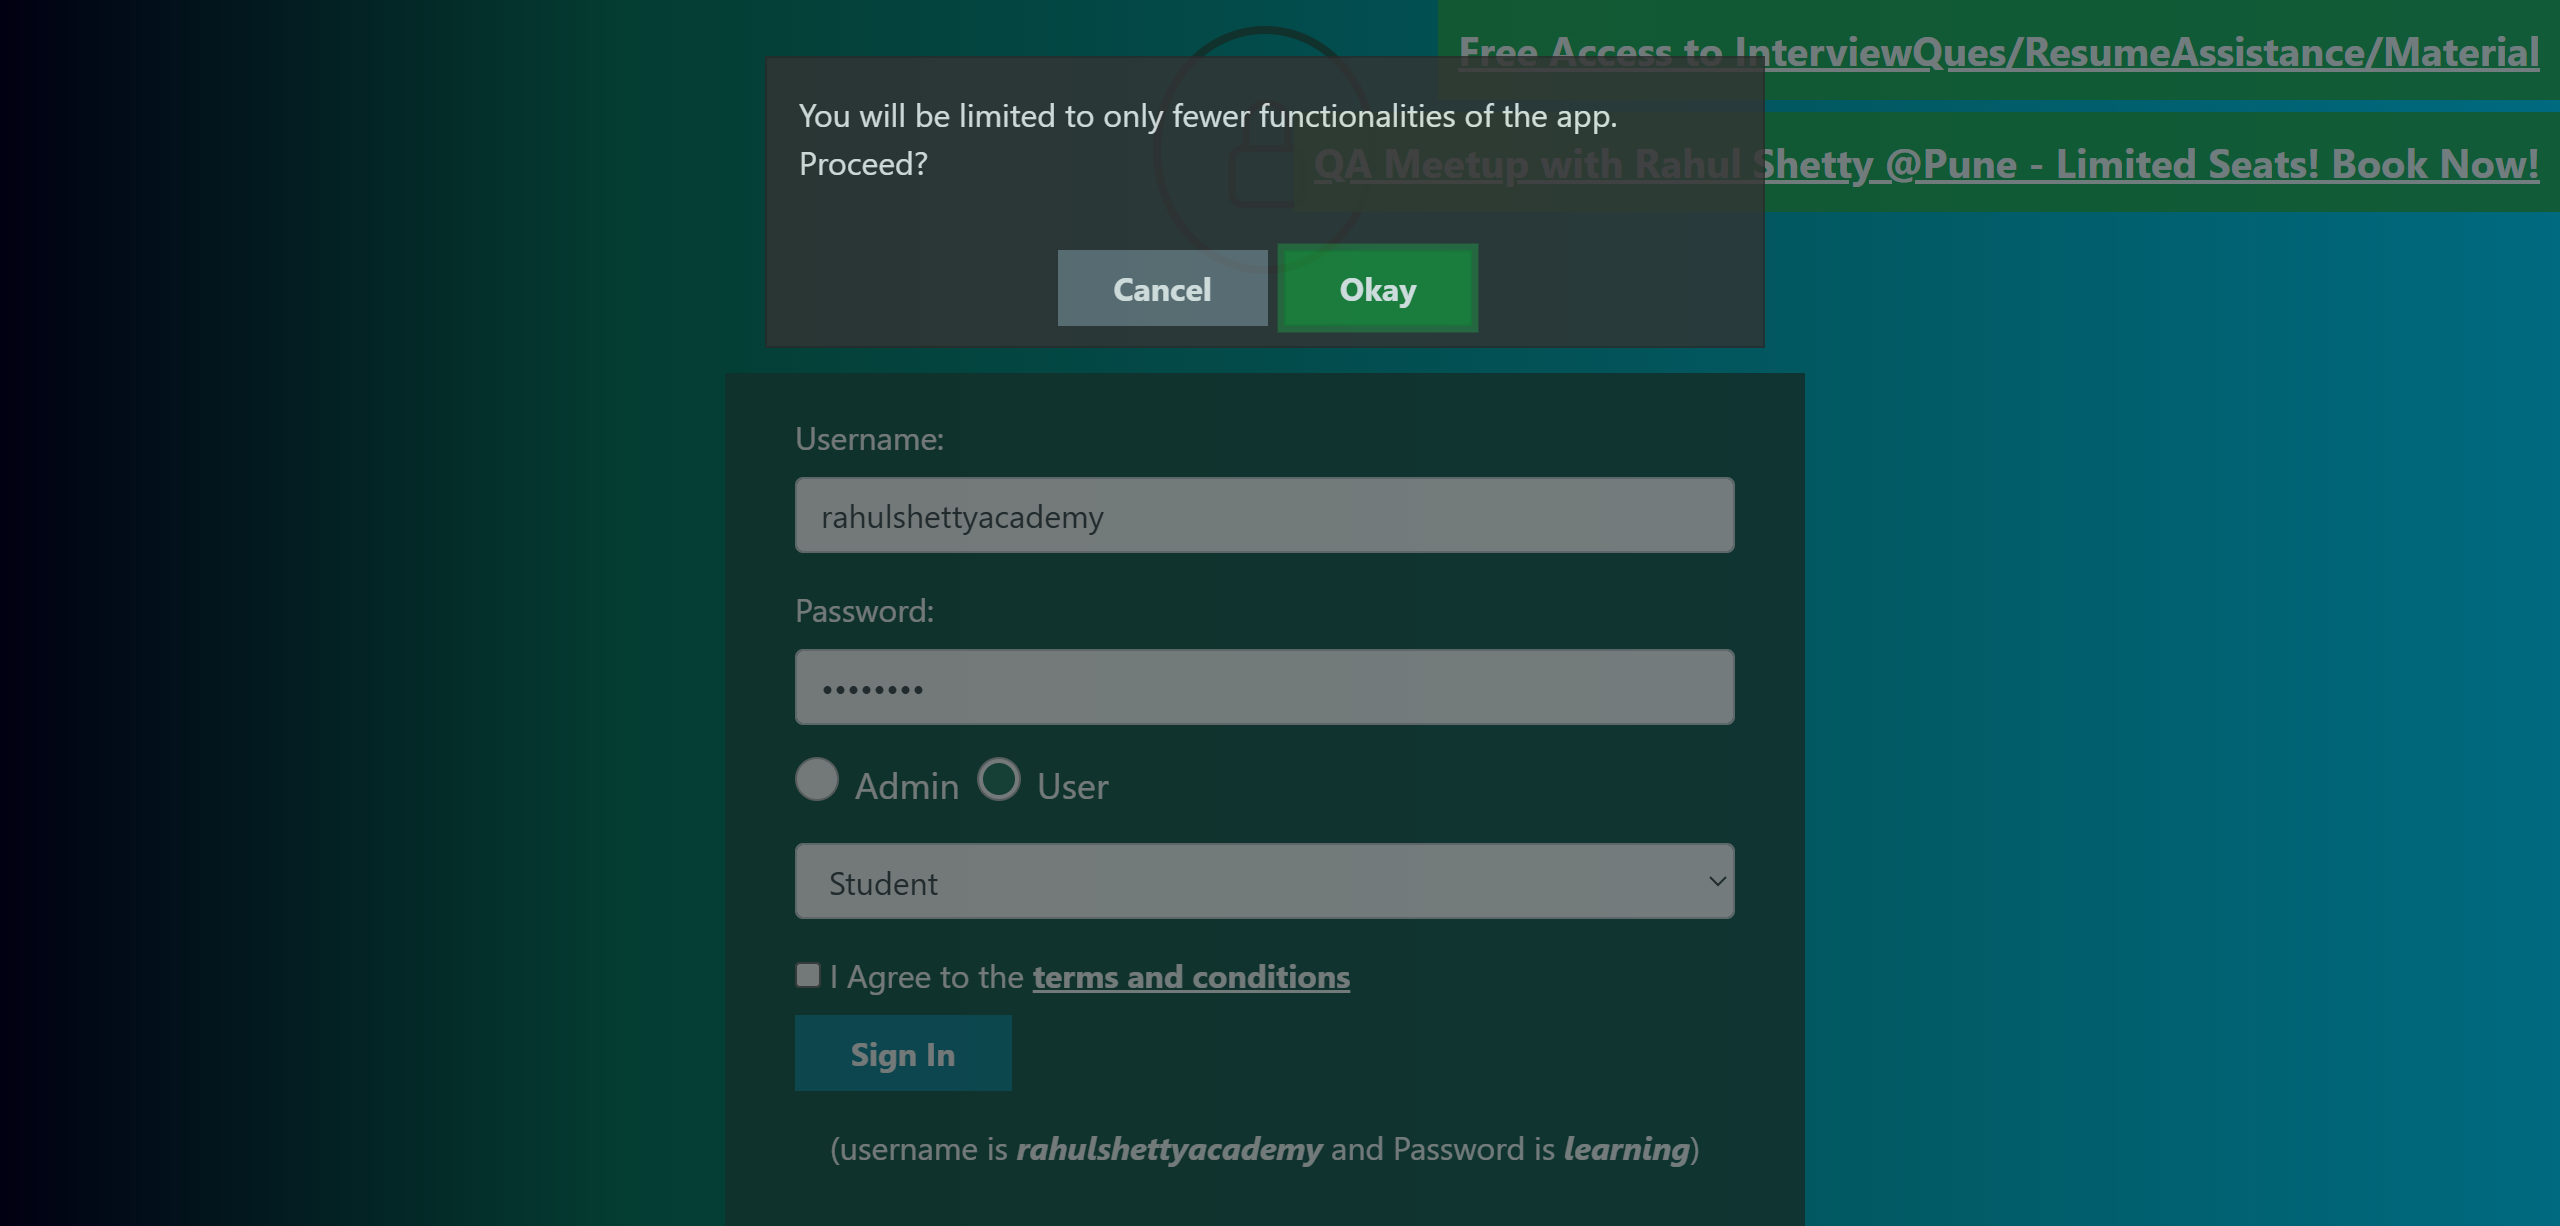 Free Access to InterviewQues/ResumeAssistance/Material
You will be limited to only fewer functionalities of the app.
Proceed?
QA Meetup with Rahul Shetty @Pune - Limited Seats! Book Now!
Cancel
Okay
Username:
rahulshettyacademy
Password:
••••••••
Admin
User
Student
I Agree to the terms and conditions
Sign In
(username is rahulshettyacademy and Password is learning)